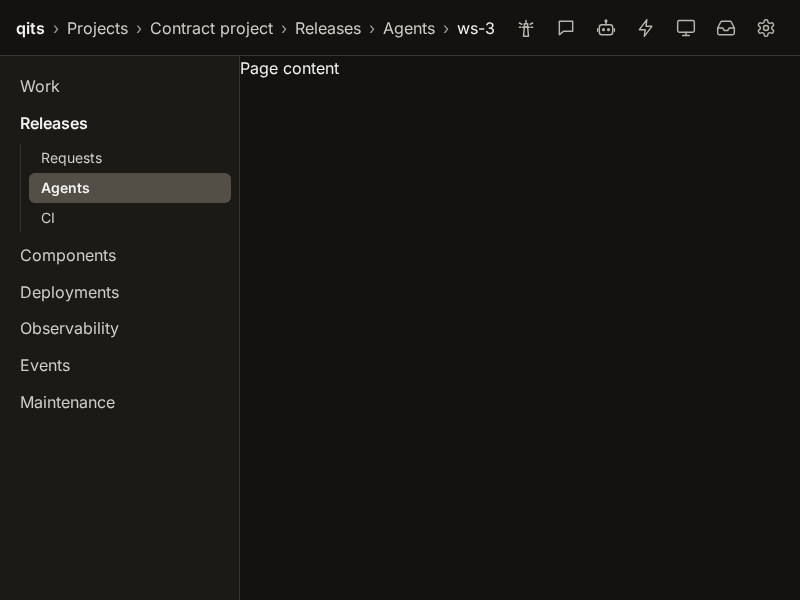 qits › Projects › Contract project › Releases › Agents › ws-3
Work
Releases
Requests
Agents
CI
Components
Deployments
Observability
Events
Maintenance
Page content